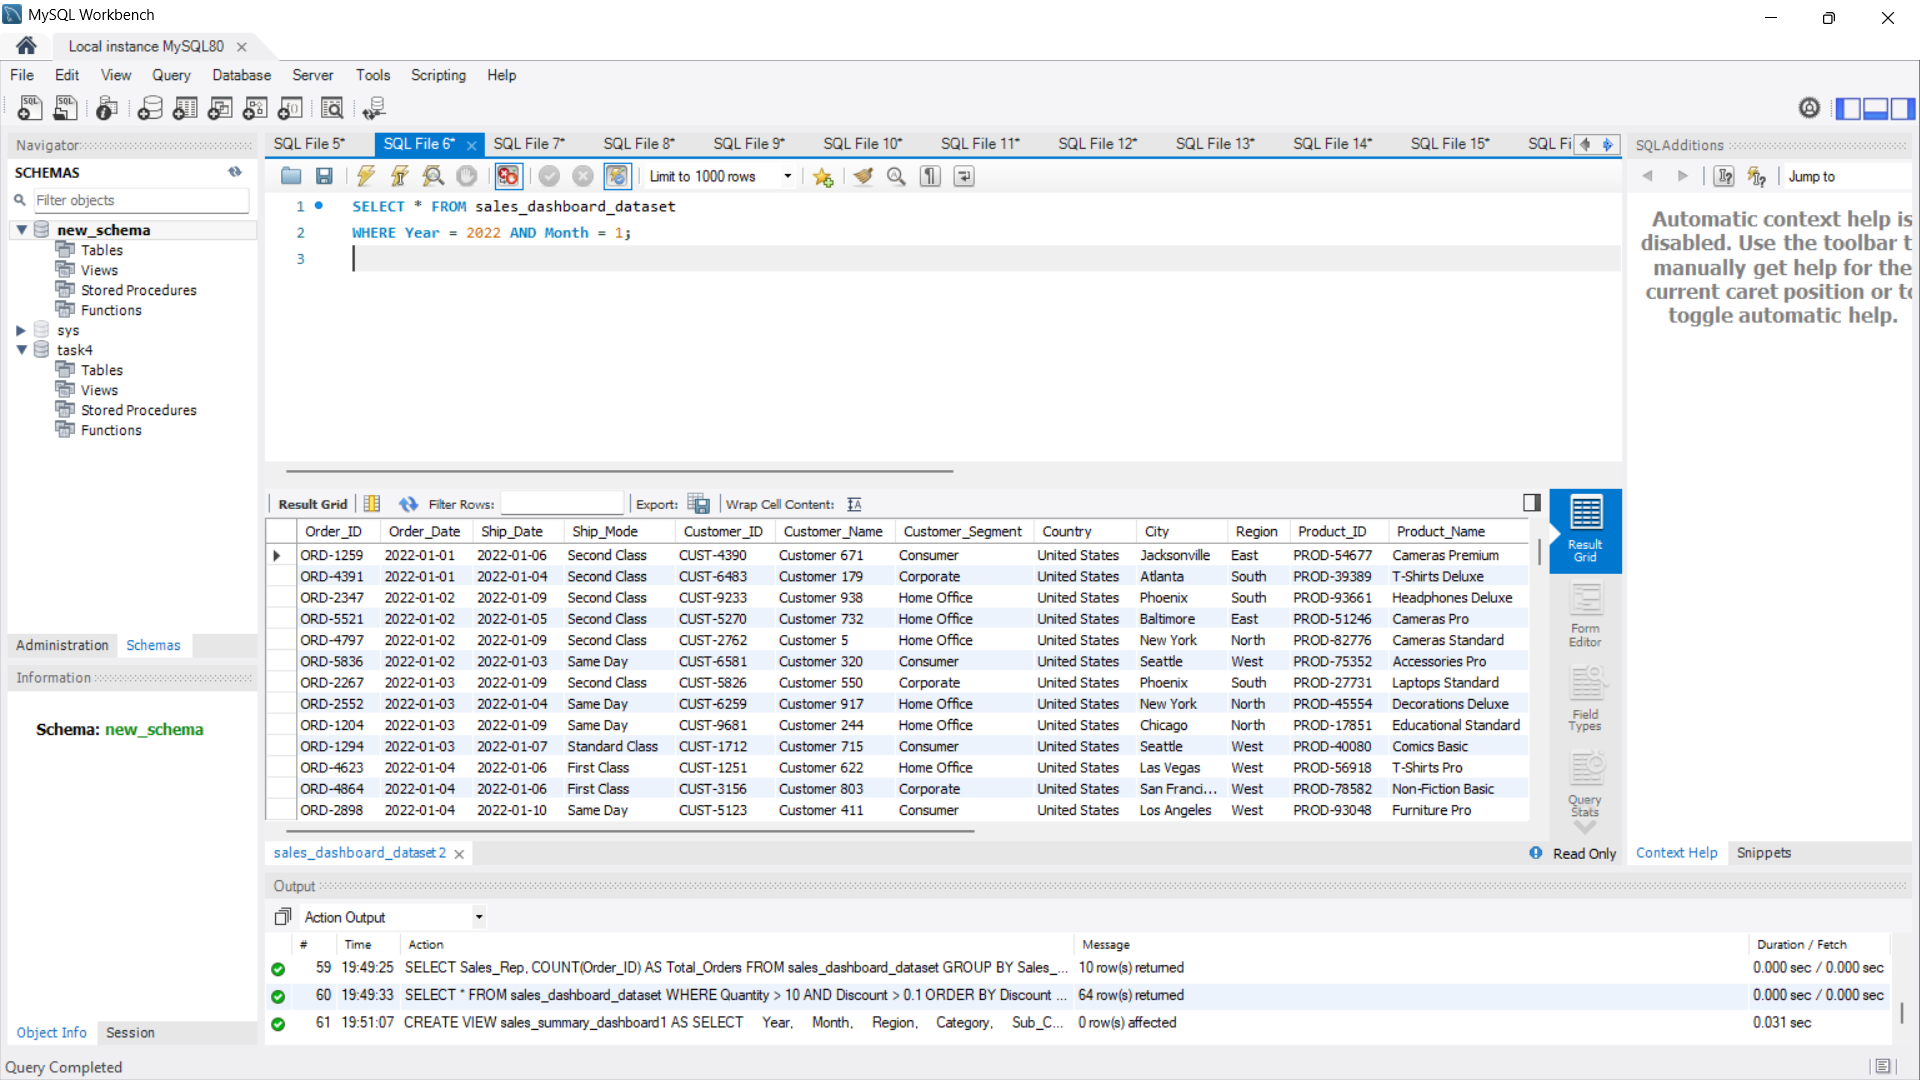 MySQL Workbench
Local instance MySQL80
File Edit View Query Database Server Tools Scripting Help
Navigator
SCHEMAS
Filter objects
new_schema
Tables
Views
Stored Procedures
Functions
sys
task4
Tables
Views
Stored Procedures
Functions
Administration Schemas
Information
Schema: new_schema
Object Info Session
SQL File 5* SQL File 6* SQL File 7* SQL File 8* SQL File 9* SQL File 10* SQL File 11* SQL File 12* SQL File 13* SQL File 14* SQL File 15* SQL Fi
Limit to 1000 rows
1 SELECT * FROM sales_dashboard_dataset
2 WHERE Year = 2022 AND Month = 1;
3
Result Grid Filter Rows: Export: Wrap Cell Content:
Order_ID Order_Date Ship_Date Ship_Mode Customer_ID Customer_Name Customer_Segment Country City Region Product_ID Product_Name
ORD-1259 2022-01-01 2022-01-06 Second Class CUST-4390 Customer 671 Consumer United States Jacksonville East PROD-54677 Cameras Premium
ORD-4391 2022-01-01 2022-01-04 Second Class CUST-6483 Customer 179 Corporate United States Atlanta South PROD-39389 T-Shirts Deluxe
ORD-2347 2022-01-02 2022-01-09 Second Class CUST-9233 Customer 938 Home Office United States Phoenix South PROD-93661 Headphones Deluxe
ORD-5521 2022-01-02 2022-01-05 Second Class CUST-5270 Customer 732 Home Office United States Baltimore East PROD-51246 Cameras Pro
ORD-4797 2022-01-02 2022-01-09 Second Class CUST-2762 Customer 5 Home Office United States New York North PROD-82776 Cameras Standard
ORD-5836 2022-01-02 2022-01-03 Same Day CUST-6581 Customer 320 Consumer United States Seattle West PROD-75352 Accessories Pro
ORD-2267 2022-01-03 2022-01-09 Second Class CUST-5826 Customer 550 Corporate United States Phoenix South PROD-27731 Laptops Standard
ORD-2552 2022-01-03 2022-01-04 Same Day CUST-6259 Customer 917 Home Office United States New York North PROD-45554 Decorations Deluxe
ORD-1204 2022-01-03 2022-01-09 Same Day CUST-9681 Customer 244 Home Office United States Chicago North PROD-17851 Educational Standard
ORD-1294 2022-01-03 2022-01-07 Standard Class CUST-1712 Customer 715 Consumer United States Seattle West PROD-40080 Comics Basic
ORD-4623 2022-01-04 2022-01-06 First Class CUST-1251 Customer 622 Home Office United States Las Vegas West PROD-56918 T-Shirts Pro
ORD-4864 2022-01-04 2022-01-06 First Class CUST-3156 Customer 803 Corporate United States San Franci... West PROD-78582 Non-Fiction Basic
ORD-2898 2022-01-04 2022-01-10 Same Day CUST-5123 Customer 411 Consumer United States Los Angeles West PROD-93048 Furniture Pro
Result
Grid
Form
Editor
Field
Types
Query
Stats
sales_dashboard_dataset 2
Read Only
SQLAdditions
Jump to
Automatic context help is
disabled. Use the toolbar t
manually get help for the
current caret position or to
toggle automatic help.
Context Help Snippets
Output
Action Output
# Time Action Message Duration / Fetch
59 19:49:25 SELECT Sales_Rep, COUNT(Order_ID) AS Total_Orders FROM sales_dashboard_dataset GROUP BY Sales_... 10 row(s) returned 0.000 sec / 0.000 sec
60 19:49:33 SELECT * FROM sales_dashboard_dataset WHERE Quantity > 10 AND Discount > 0.1 ORDER BY Discount ... 64 row(s) returned 0.000 sec / 0.000 sec
61 19:51:07 CREATE VIEW sales_summary_dashboard1 AS SELECT Year, Month, Region, Category, Sub_C... 0 row(s) affected 0.031 sec
Query Completed